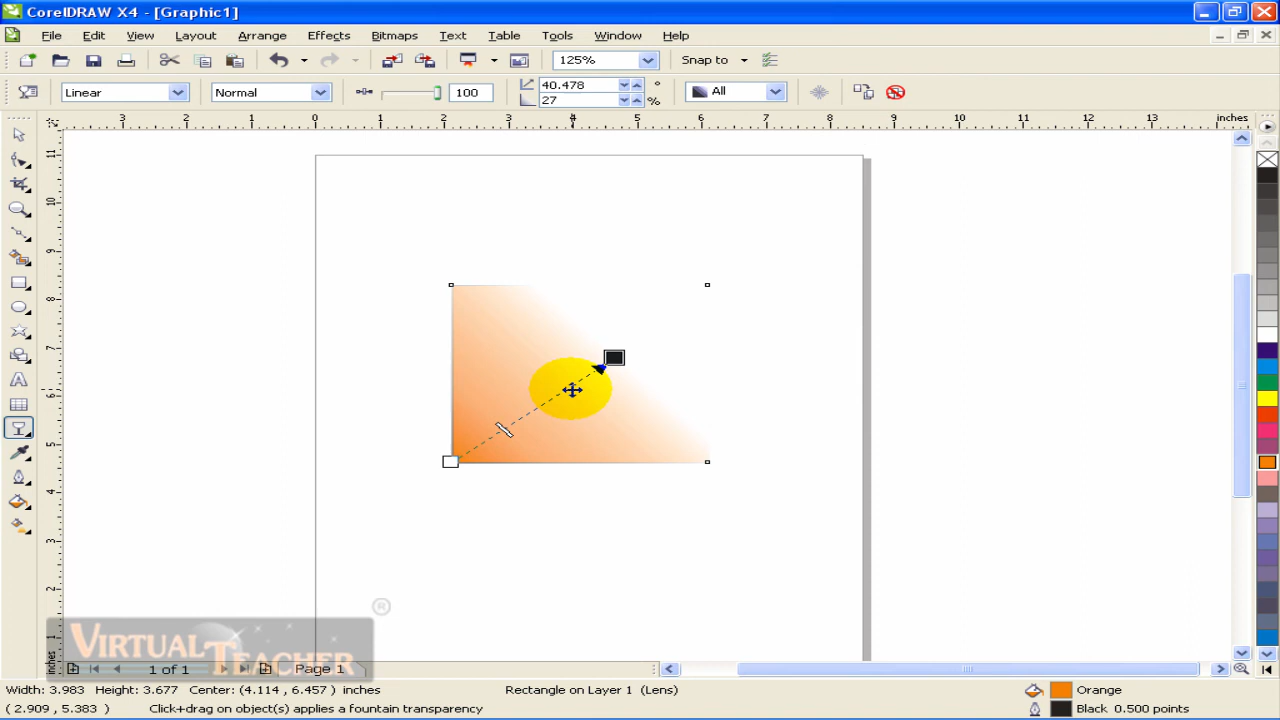 CorelDRAW X4 - [Graphic1]
File Edit View Layout Arrange Effects Bitmaps Text Table Tools Window Help
125% Snap to
Linear Normal 100 40.478 ° All
27 %
3 2 1 0 1 2 3 4 5 6 7 8 9 10 11 12 13 inches
11
10
9
8
7
6
5
4
3
2
1
inches
®
VIRTUAL TEACHER
1 of 1 Page 1
Width: 3.983 Height: 3.677 Center: (4.114 , 6.457 ) inches Rectangle on Layer 1 (Lens) Orange
( 2.909 , 5.383 ) Click+drag on object(s) applies a fountain transparency Black 0.500 points